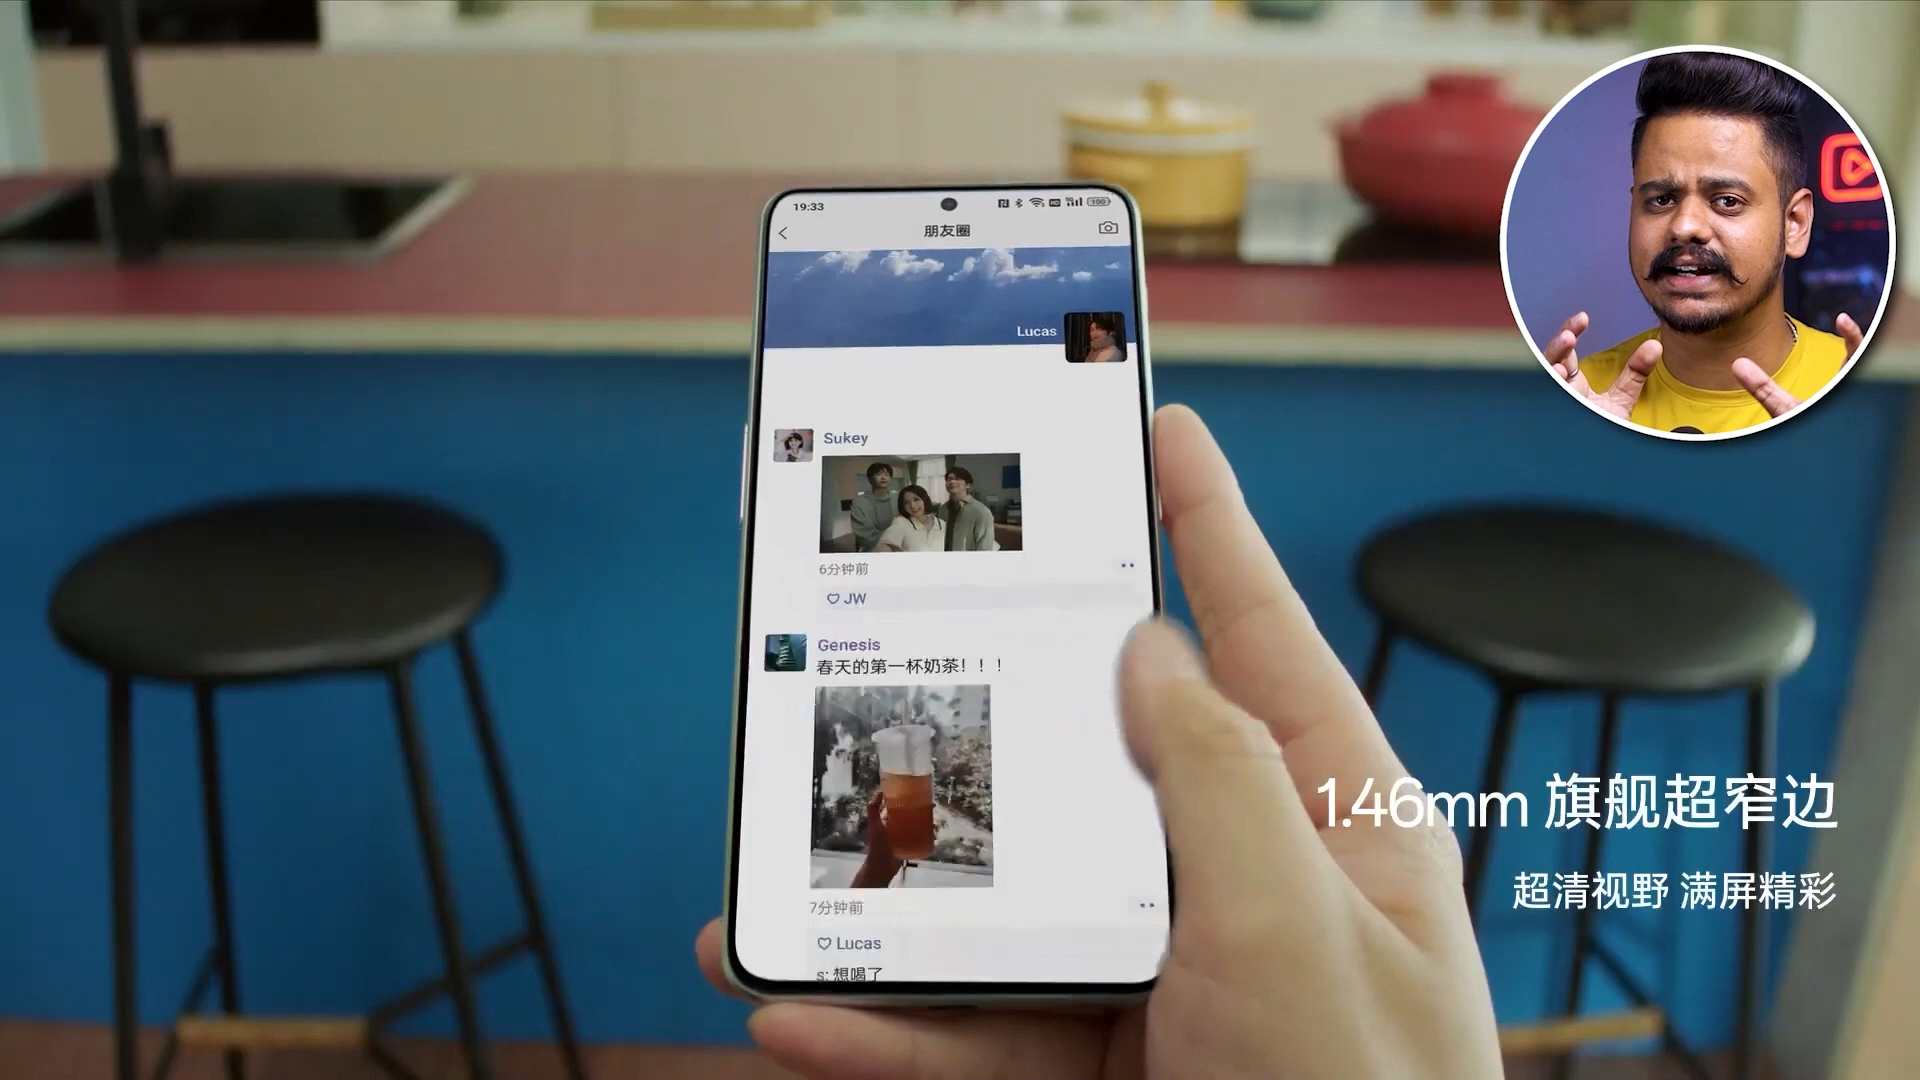 19:33
100
朋友圈
Lucas
Sukey
6分钟前
JW
Genesis
春天的第一杯奶茶！！！
7分钟前
Lucas
s: 想喝了
1.46mm 旗舰超窄边
超清视野 满屏精彩